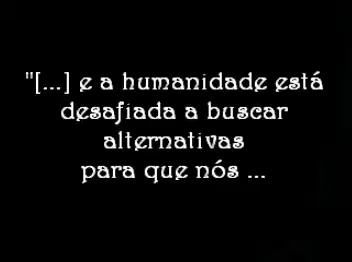 "[...] e a humanidade está
desafiada a buscar
alternativas
para que nós ...